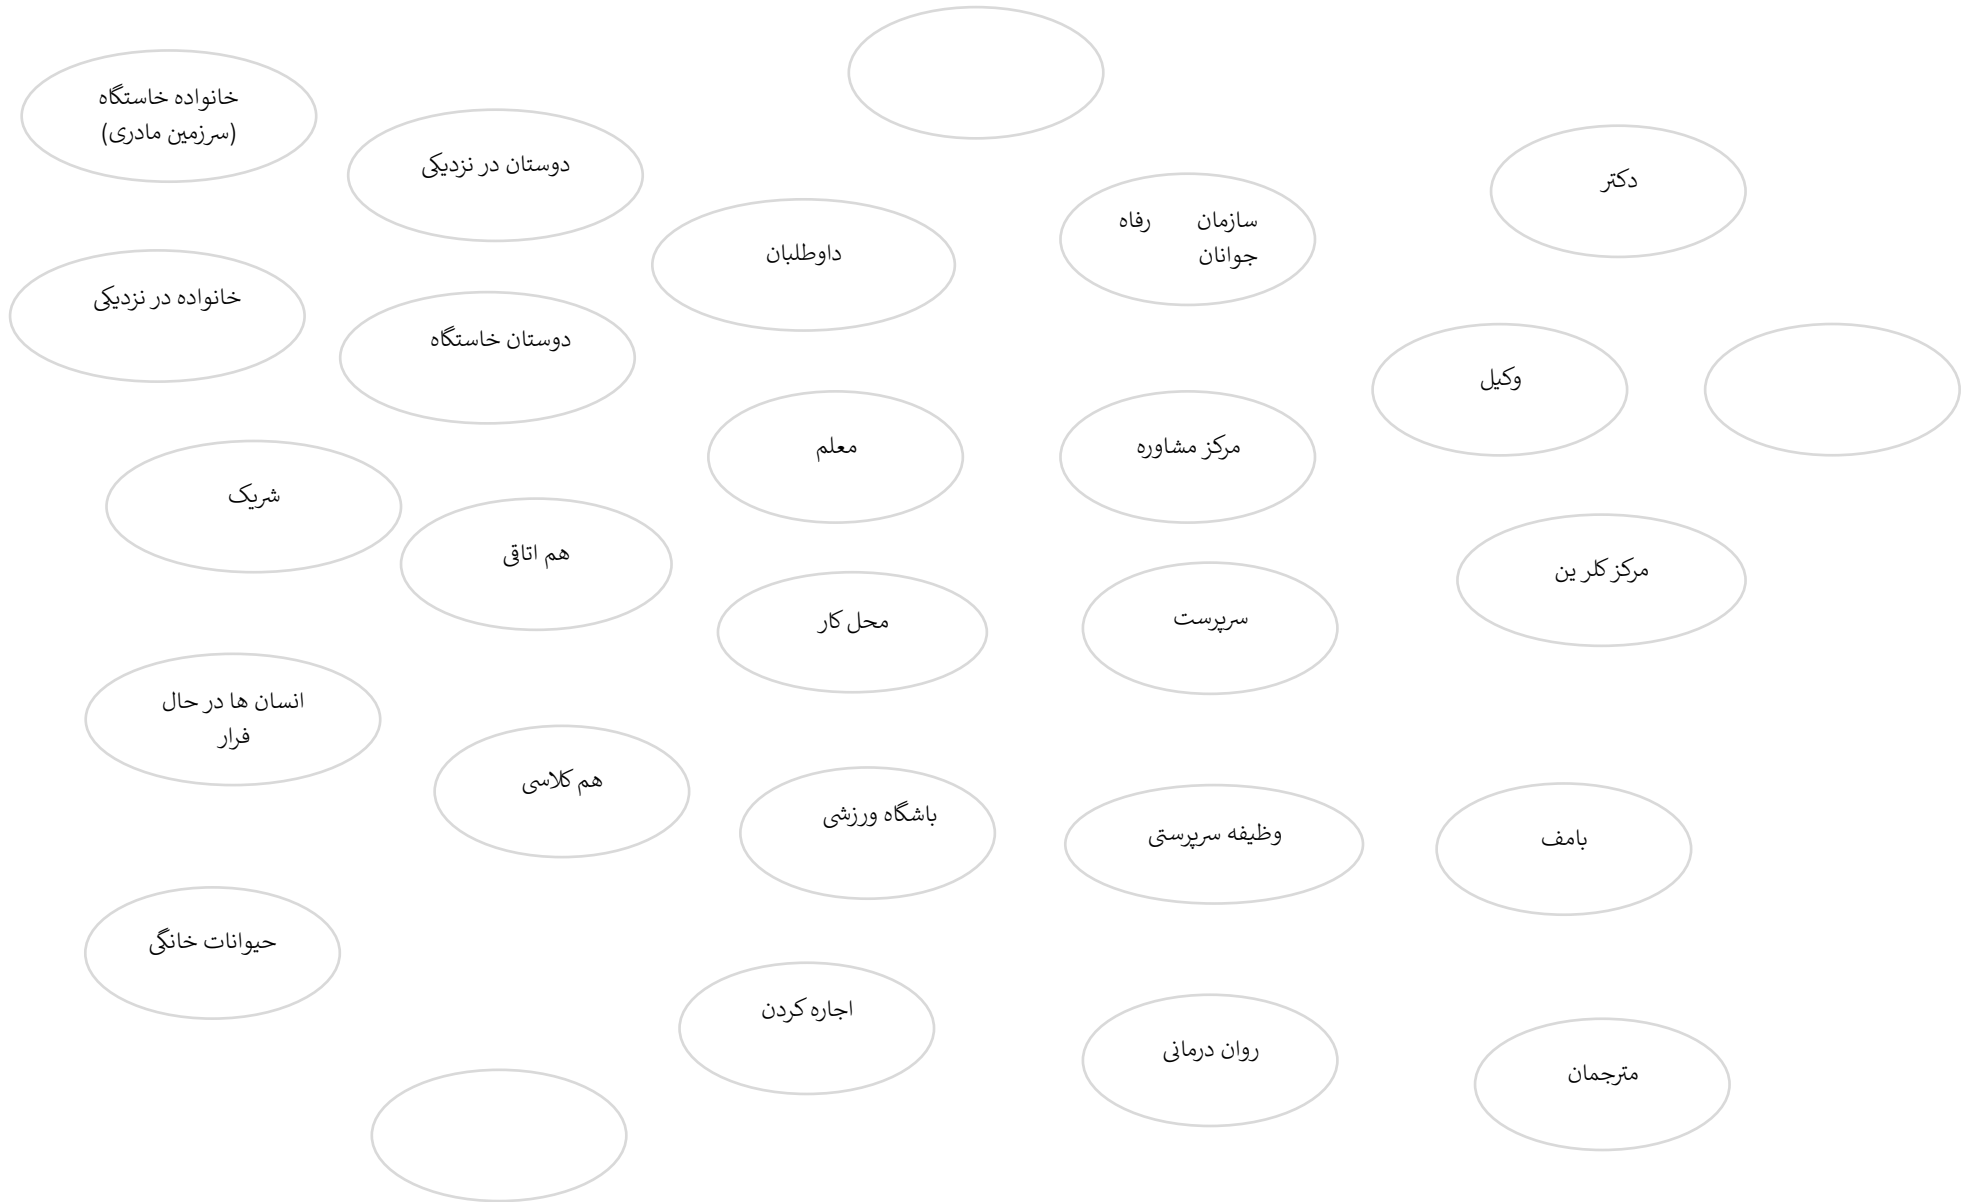 خانواده خاستگاه
(سرزمین مادری)
دوستان در نزدیکی
دکتر
سازمان رفاه
جوانان
داوطلبان
خانواده در نزدیکی
دوستان خاستگاه
وکیل
معلم
مرکز مشاوره
شریک
هم اتاقی
مرکز کلر ین
محل کار
سرپرست
انسان ها در حال
فرار
هم کلاسی
باشگاه ورزشی
وظیفه سرپرستی
بامف
حیوانات خانگی
اجاره کردن
روان درمانی
مترجمان